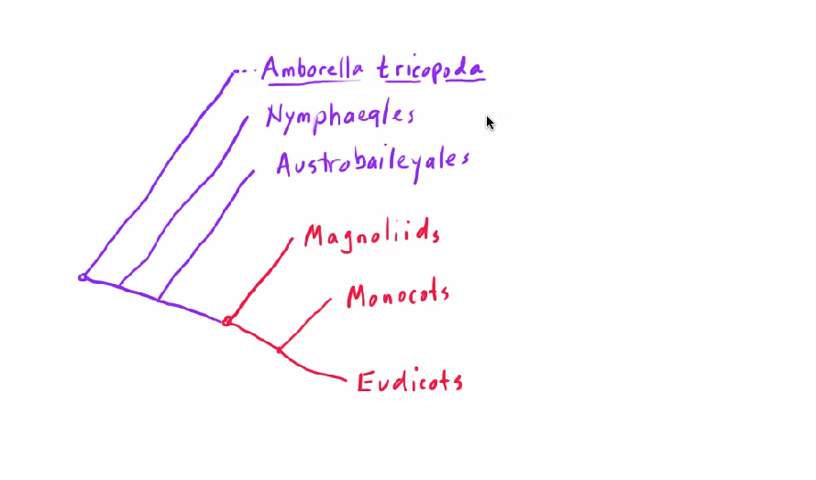 Amborella tricopoda
Nymphaeales
Austrobaileyales
Magnoliids
Monocots
Eudicots